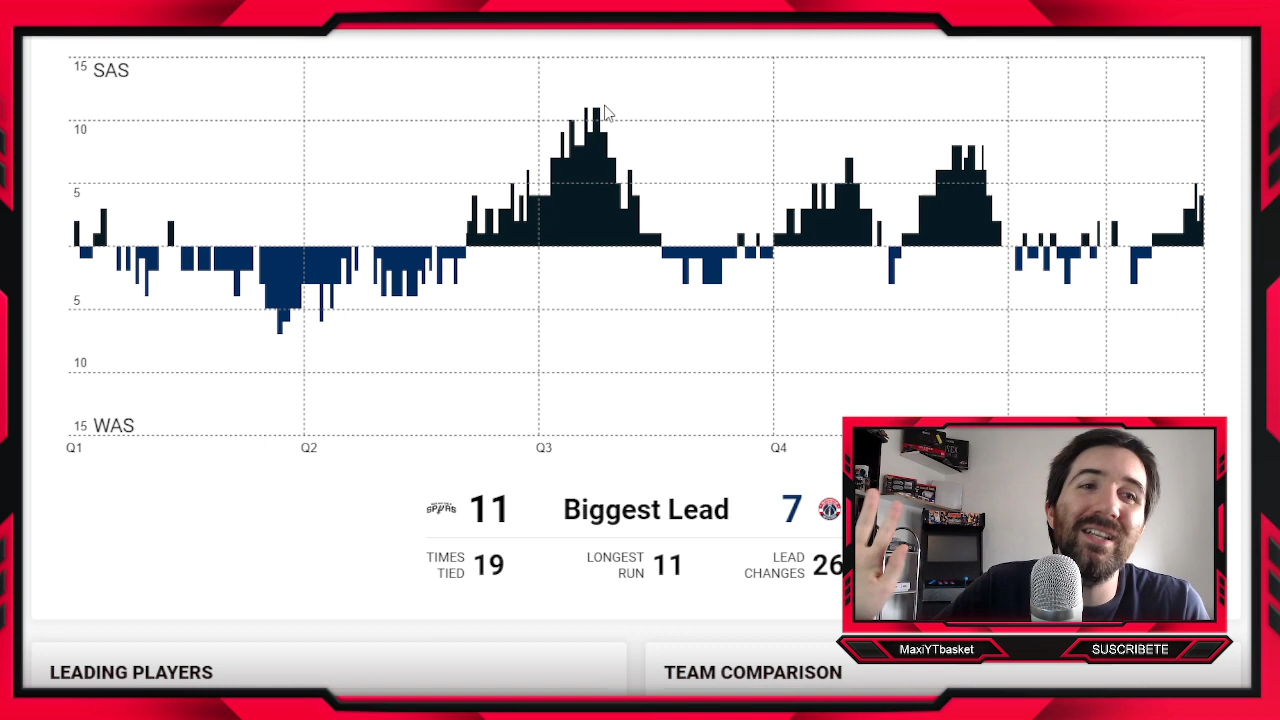 15 SAS
10
5
5
10
15 WAS
Q1 Q2 Q3 Q4
SPURS 11 Biggest Lead 7
TIMES TIED 19 LONGEST RUN 11 LEAD CHANGES 26
MaxiYTbasket SUSCRIBETE
LEADING PLAYERS TEAM COMPARISON